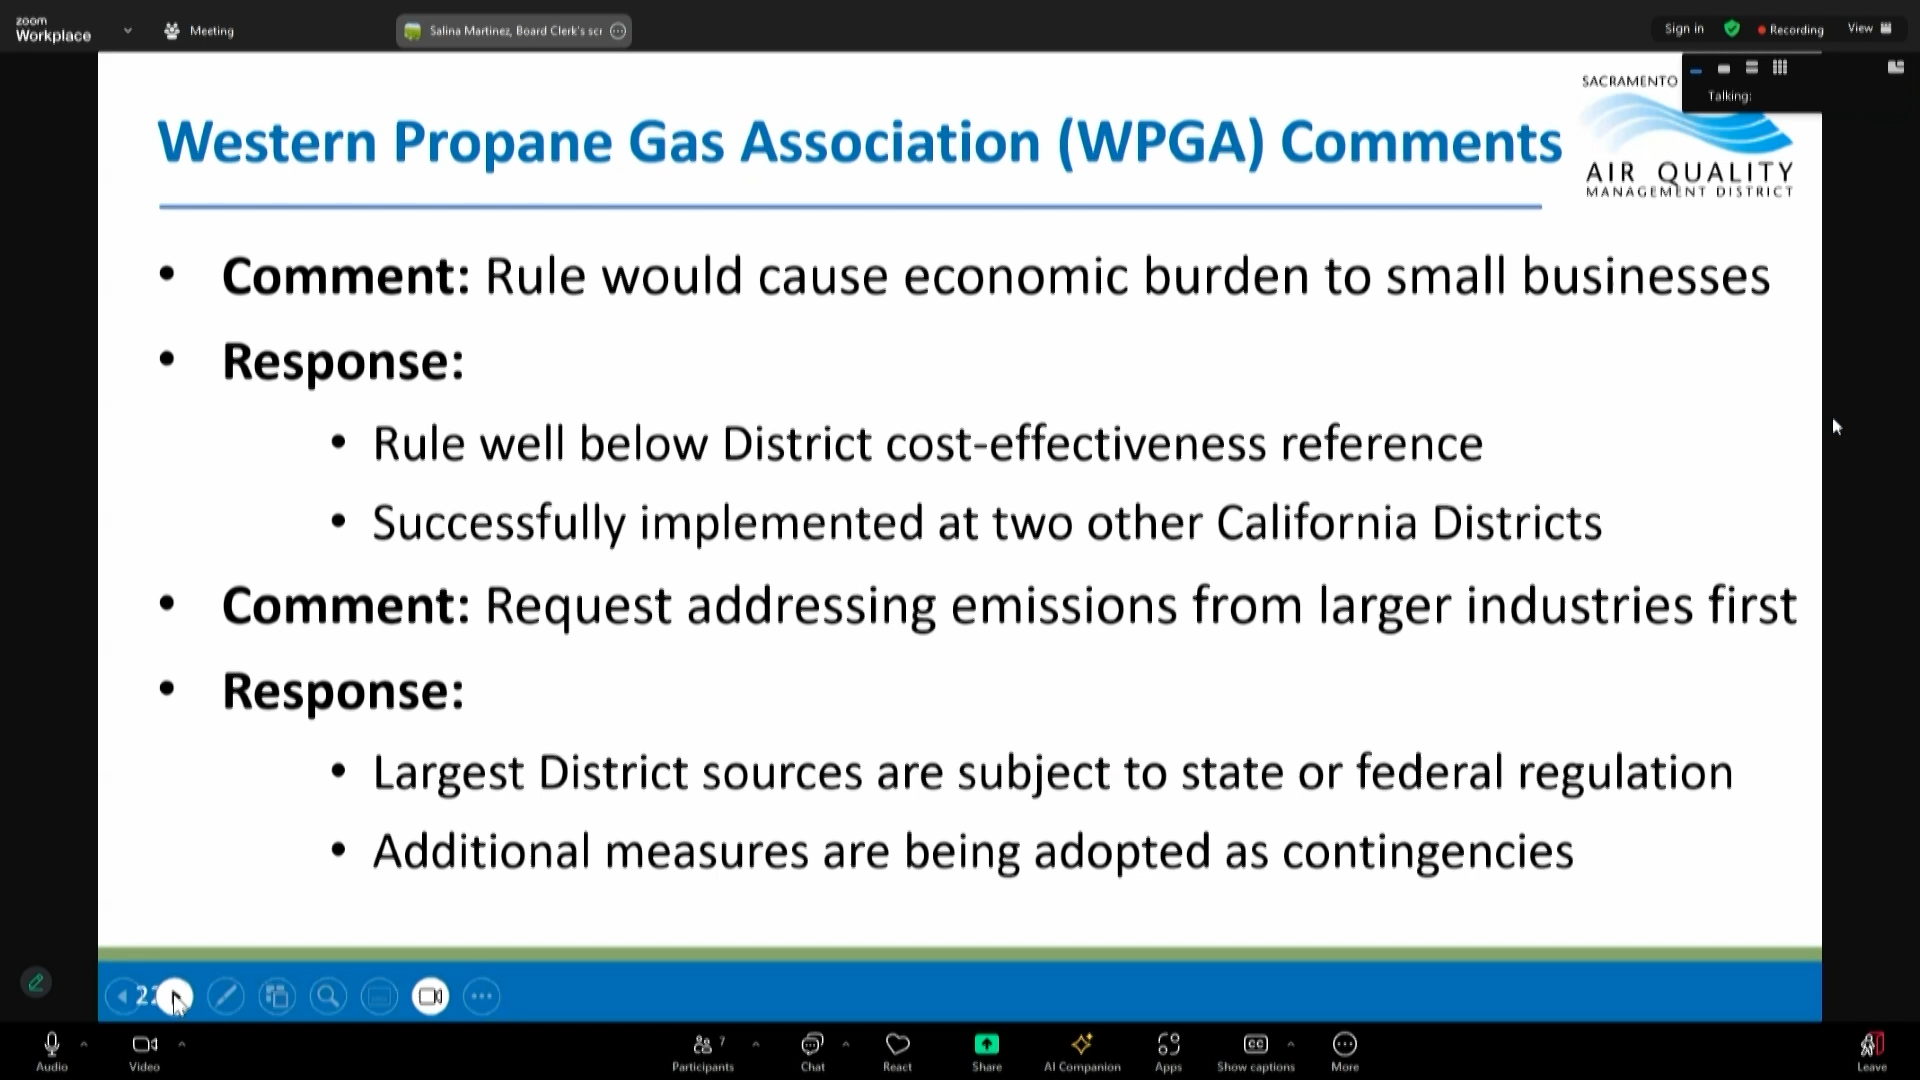 zoom
Workplace
Meeting
Salina Martinez, Board Clerk's scr
Sign in
Recording
View
Talking:
SACRAMENTO
AIR QUALITY
MANAGEMENT DISTRICT
Western Propane Gas Association (WPGA) Comments
• Comment: Rule would cause economic burden to small businesses
• Response:
• Rule well below District cost-effectiveness reference
• Successfully implemented at two other California Districts
• Comment: Request addressing emissions from larger industries first
• Response:
• Largest District sources are subject to state or federal regulation
• Additional measures are being adopted as contingencies
Audio
Video
7
Participants
Chat
React
Share
AI Companion
Apps
CC
Show captions
More
Leave